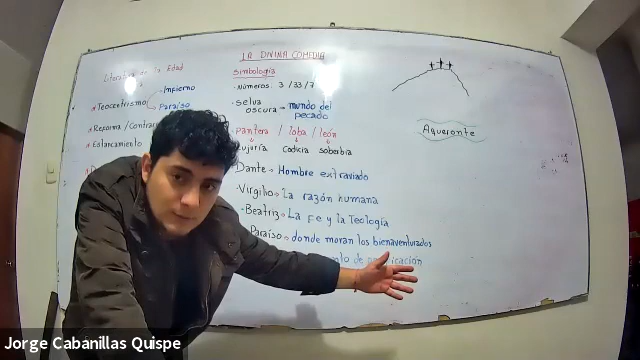 LA DIVINA COMEDIA
Literatura de la Edad
Simbología
Infierno
• Números: 3 / 33 / 7
Teocentrismo
Paraíso
• Selva oscura → mundo del pecado
Reforma / Contrar
pantera / loba / león
Estancamiento
Lujuria Codicia soberbia
Dante → Hombre extraviado
• Virgilio → La razón humana
• Beatriz → La Fe y la Teología
Paraíso → donde moran los bienaventurados
Aqueronte
Jorge Cabanillas Quispe